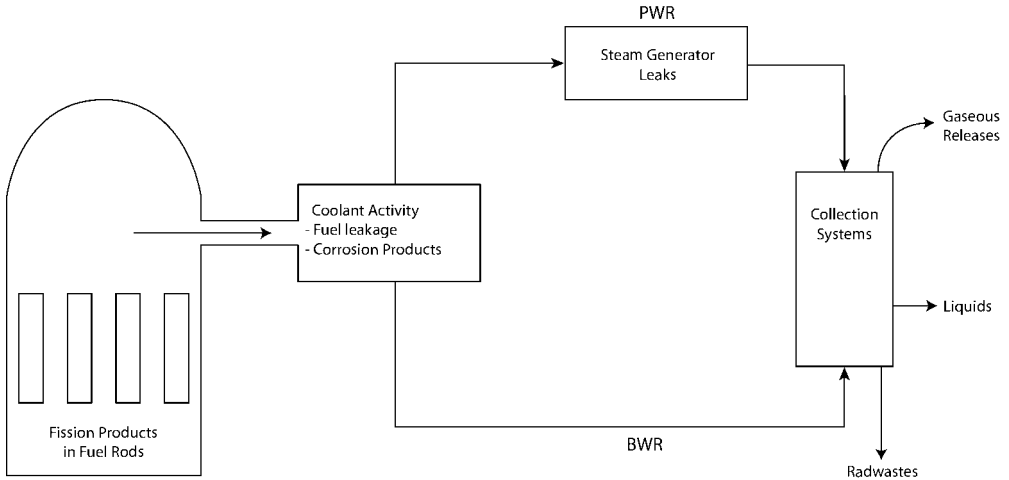 PWR
Steam Generator
Leaks
Gaseous
Releases
Coolant Activity
- Fuel leakage
- Corrosion Products
Collection
Systems
Liquids
Fission Products
in Fuel Rods
BWR
Radwastes